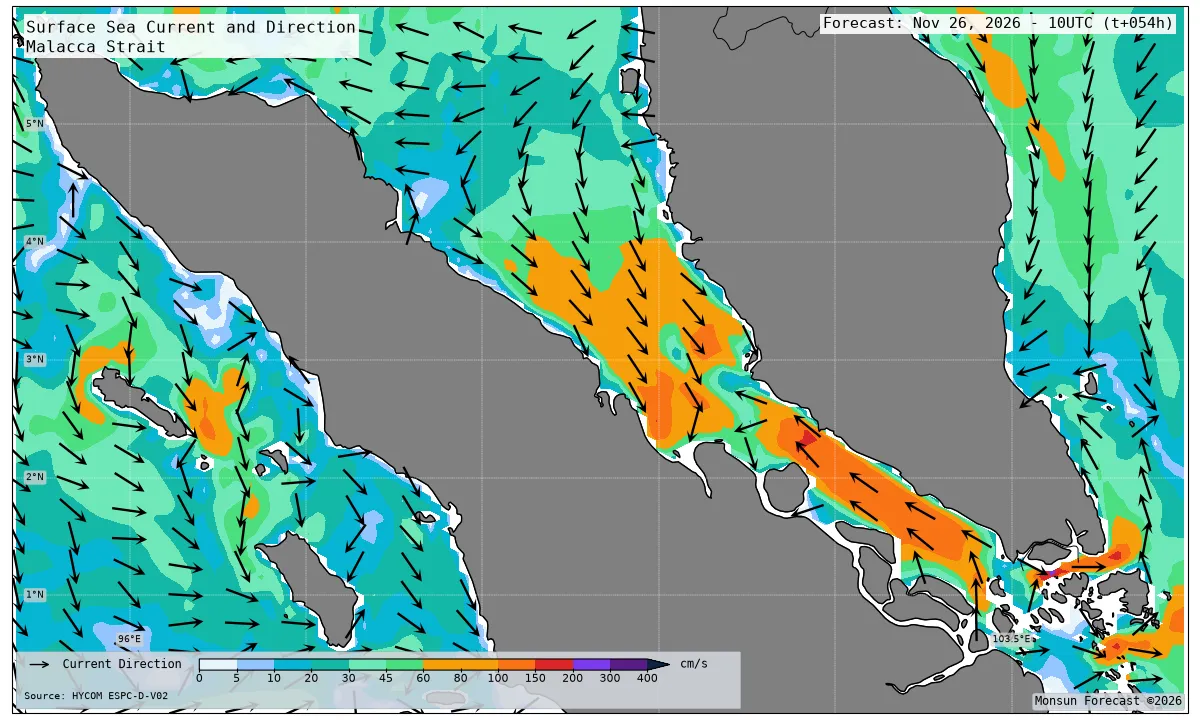 Surface Sea Current and Direction
Malacca Strait
Forecast: Nov 26, 2026 - 10UTC (t+054h)
5°N
4°N
3°N
2°N
1°N
96°E
103.5°E
Current Direction
0 5 10 20 30 45 60 80 100 150 200 300 400
cm/s
Source: HYCOM ESPC-D-V02
Monsun Forecast ©2026